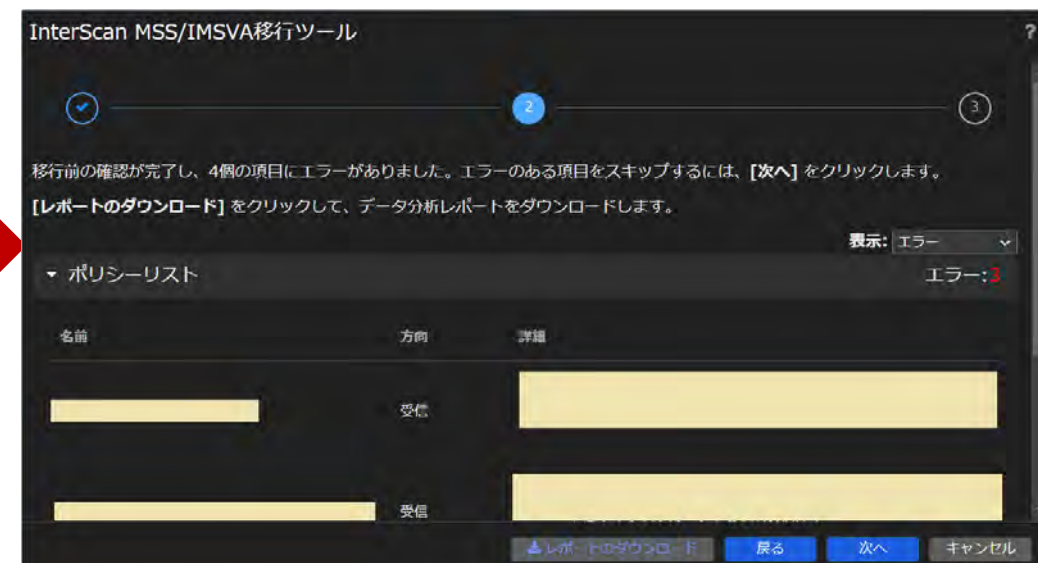 InterScan MSS/IMSVA移行ツール
?
2
3
移行前の確認が完了し、4個の項目にエラーがありました。エラーのある項目をスキップするには、[次へ] をクリックします。
[レポートのダウンロード] をクリックして、データ分析レポートをダウンロードします。
表示: エラー
ポリシーリスト
エラー:3
名前 方向 詳細
受信
受信
レポートのダウンロード 戻る 次へ キャンセル